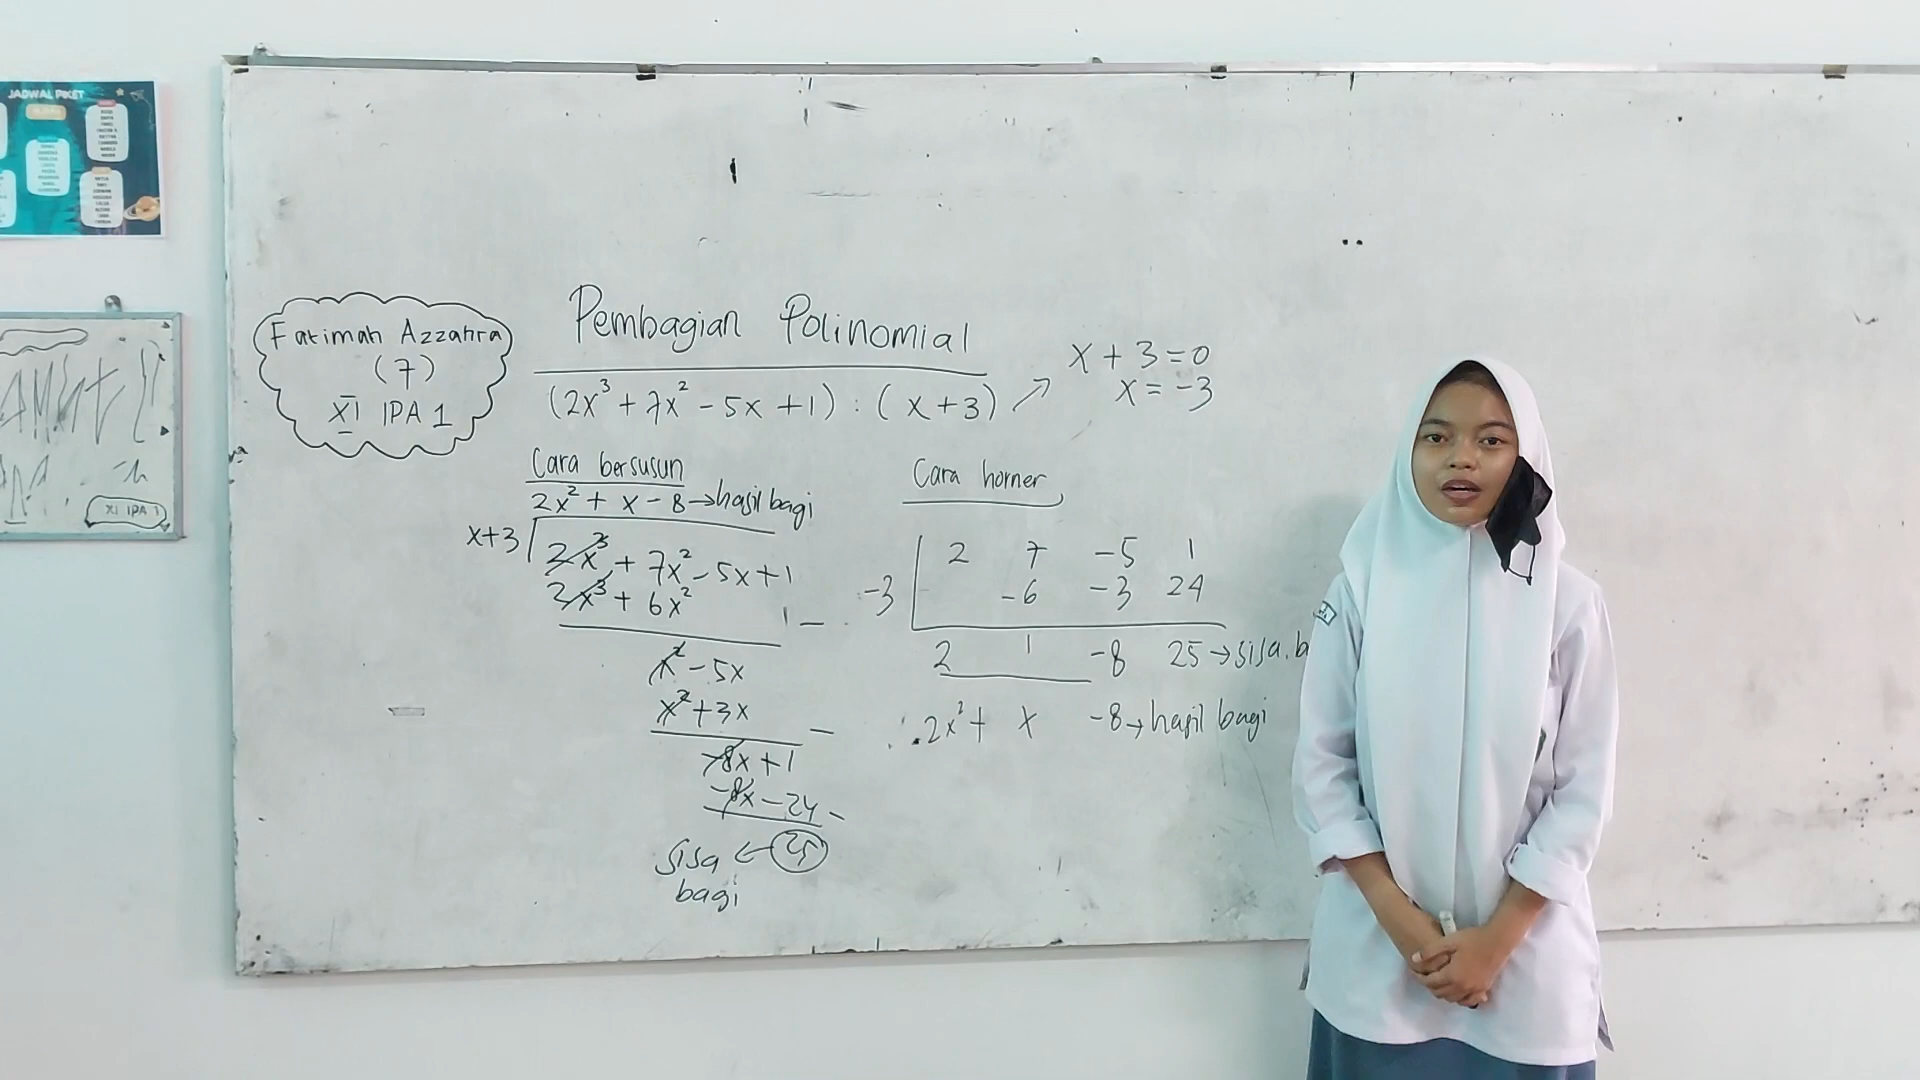 JADWAL PIKET
Fatimah Azzahra
(7)
XI IPA 1
Pembagian Polinomial
(2x³ + 7x² - 5x + 1) : (x + 3)
x + 3 = 0
x = -3
Cara bersusun
2x² + x - 8 → hasil bagi
x+3
2x³ + 7x² - 5x + 1
2x³ + 6x²
x² - 5x
x² + 3x
-8x + 1
-8x - 24
25
sisa
bagi
Cara horner
2 7 -5 1
-3
-6 -3 24
2 1 -8 25 → sisa. b
2x² + x -8 → hasil bagi
XI IPA 1